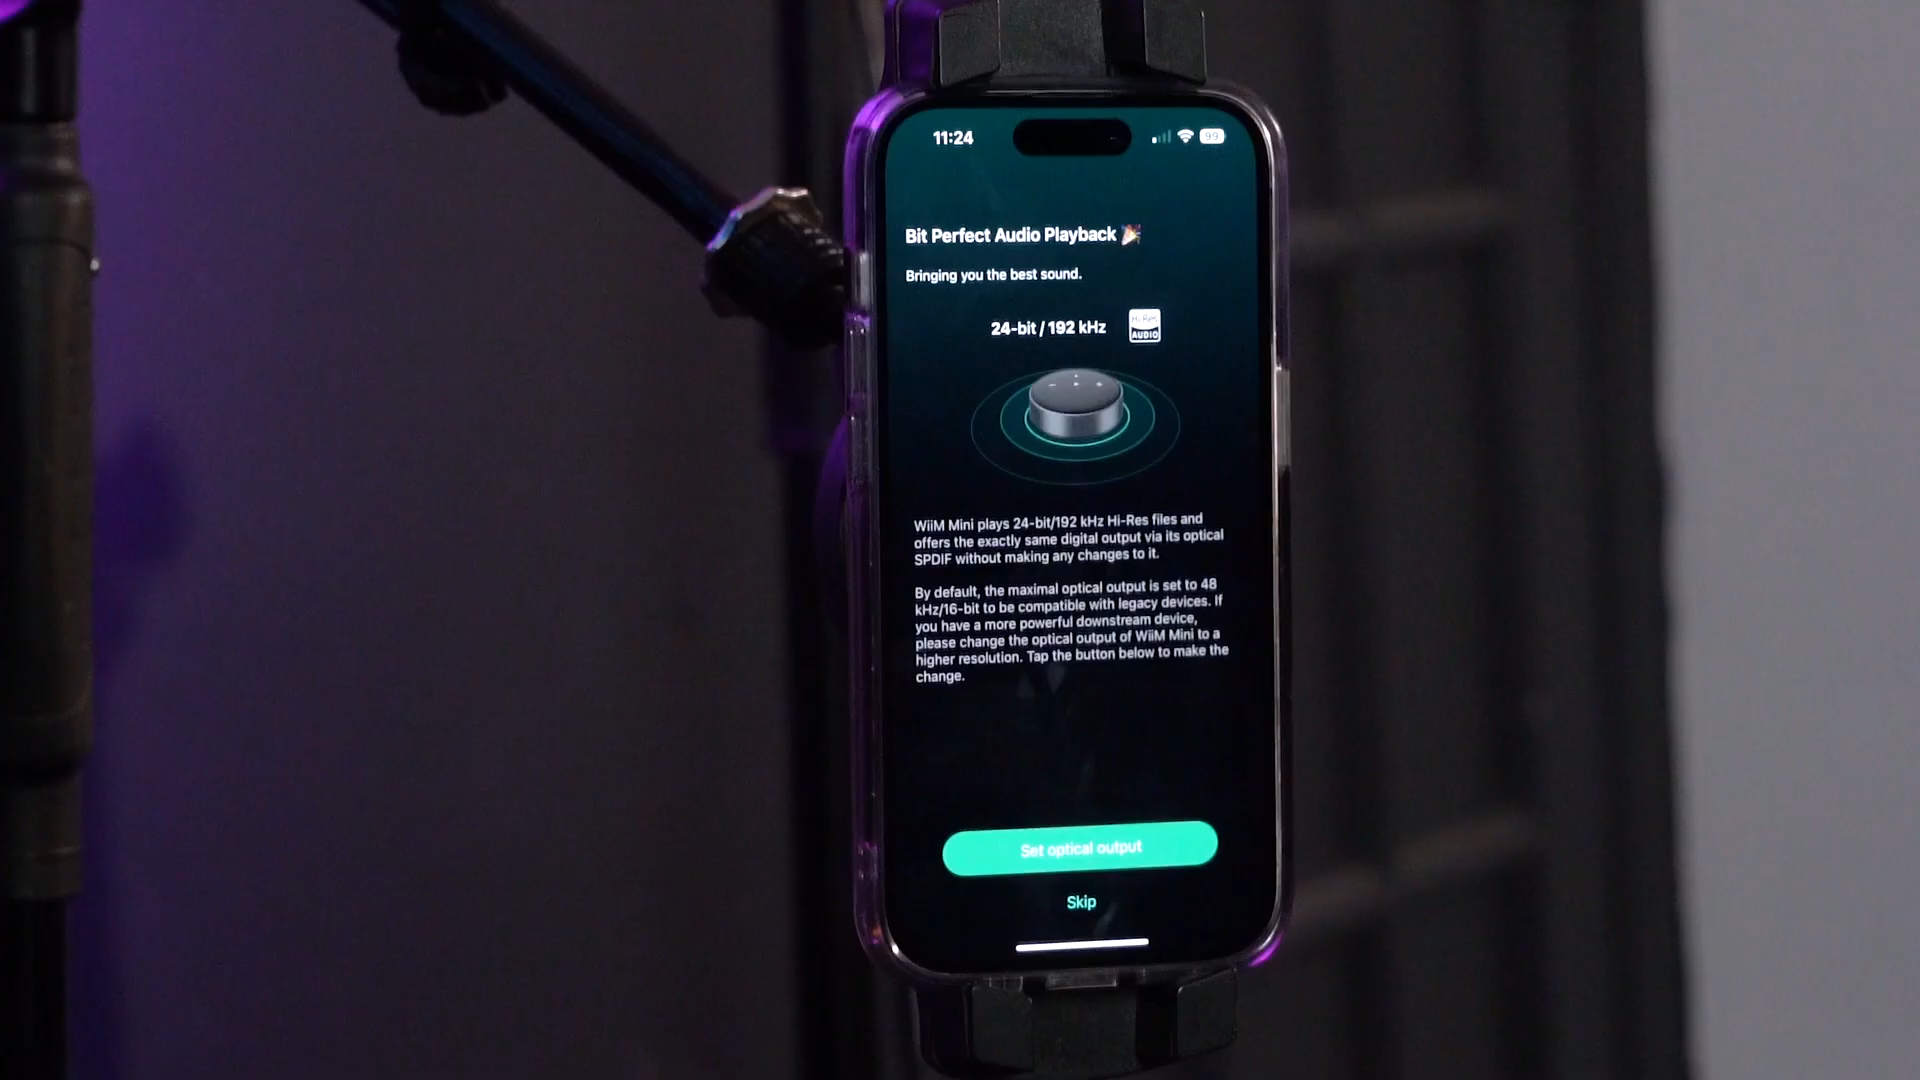 11:24
99
Bit Perfect Audio Playback
Bringing you the best sound.
24-bit / 192 kHz
Hi-Res
AUDIO
WiiM Mini plays 24-bit/192 kHz Hi-Res files and
offers the exactly same digital output via its optical
SPDIF without making any changes to it.
By default, the maximal optical output is set to 48
kHz/16-bit to be compatible with legacy devices. If
you have a more powerful downstream device,
please change the optical output of WiiM Mini to a
higher resolution. Tap the button below to make the
change.
Set optical output
Skip